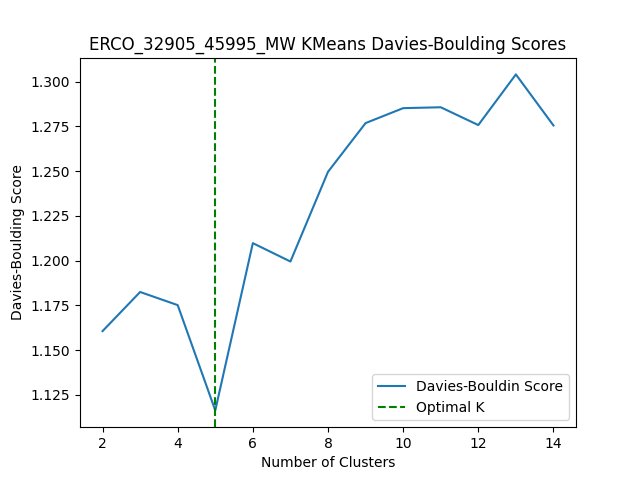 ERCO_32905_45995_MW KMeans Davies-Boulding Scores
1.300
1.275
1.250
1.225
1.200
1.175
1.150
1.125
Davies-Boulding Score
2 4 6 8 10 12 14
Number of Clusters
Davies-Bouldin Score
Optimal K